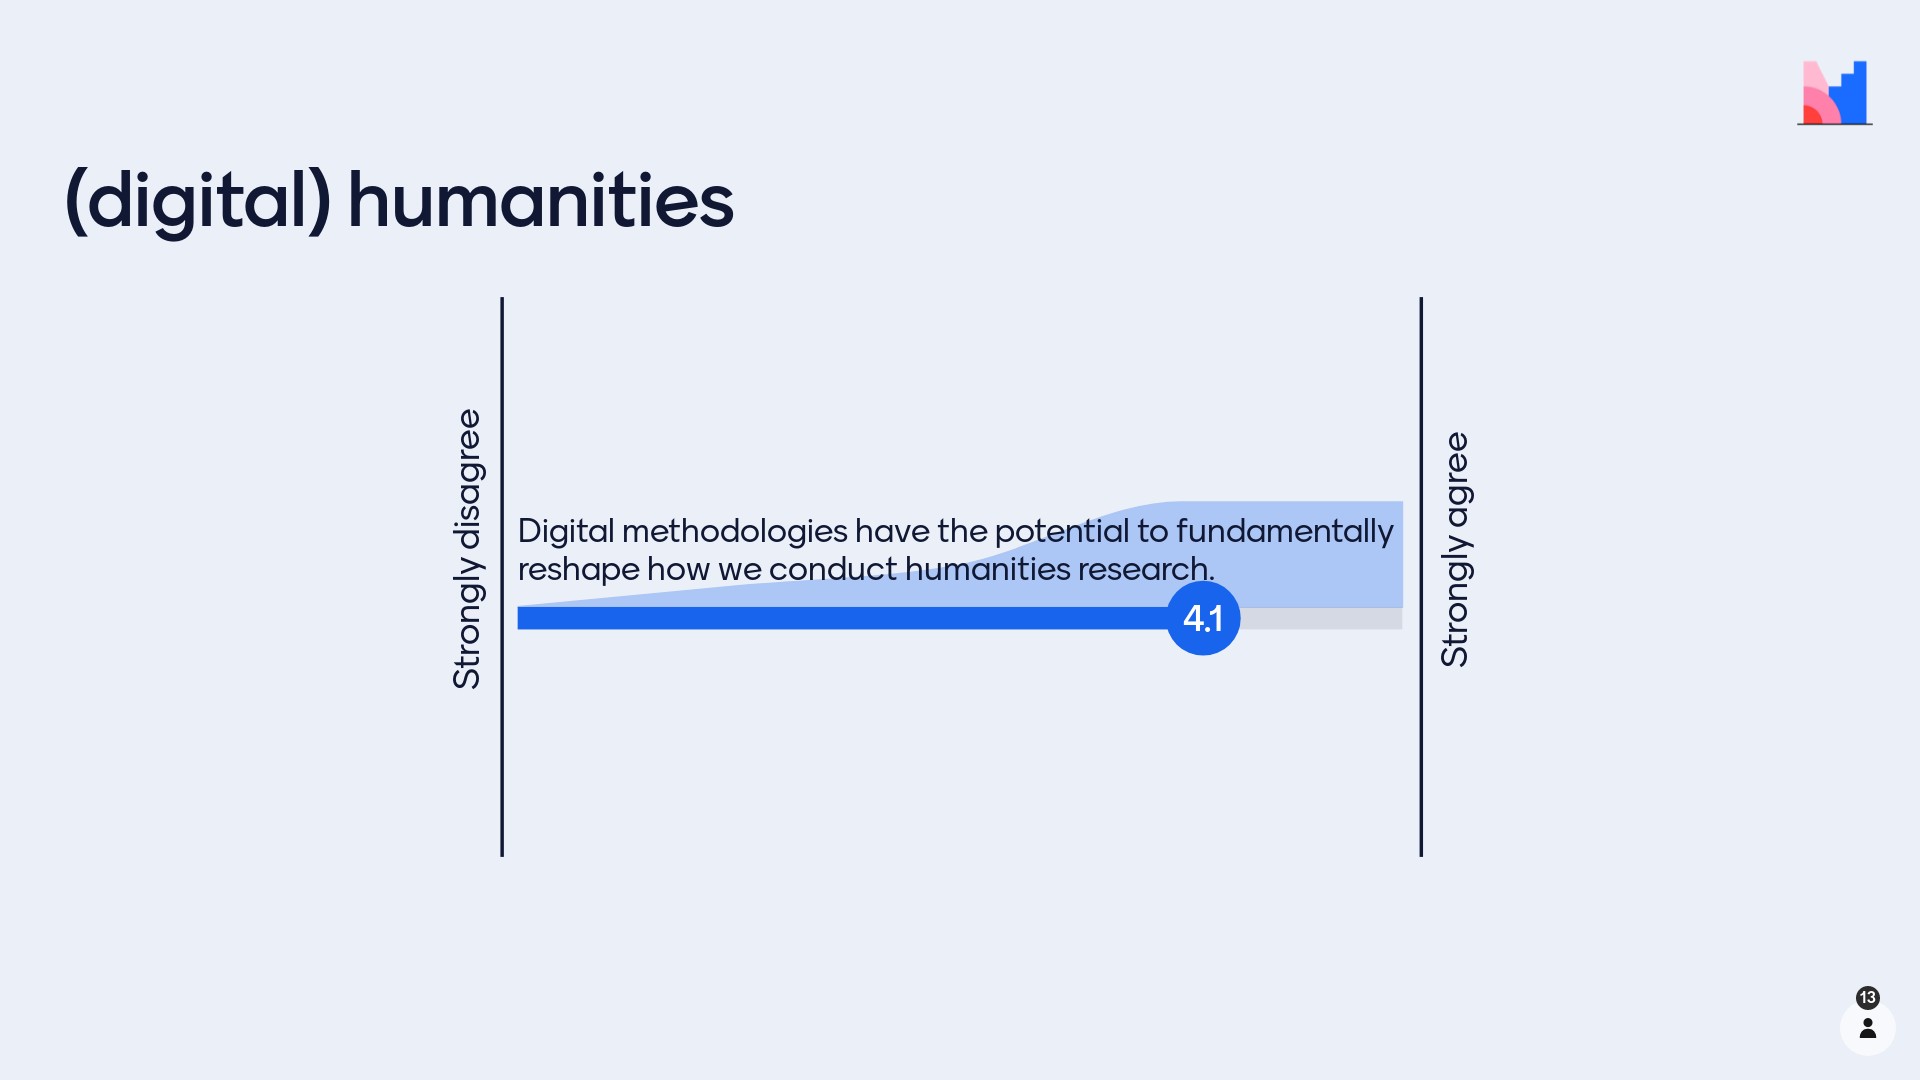 (digital) humanities
Strongly disagree
Digital methodologies have the potential to fundamentally
reshape how we conduct humanities research.
4.1
Strongly agree
13